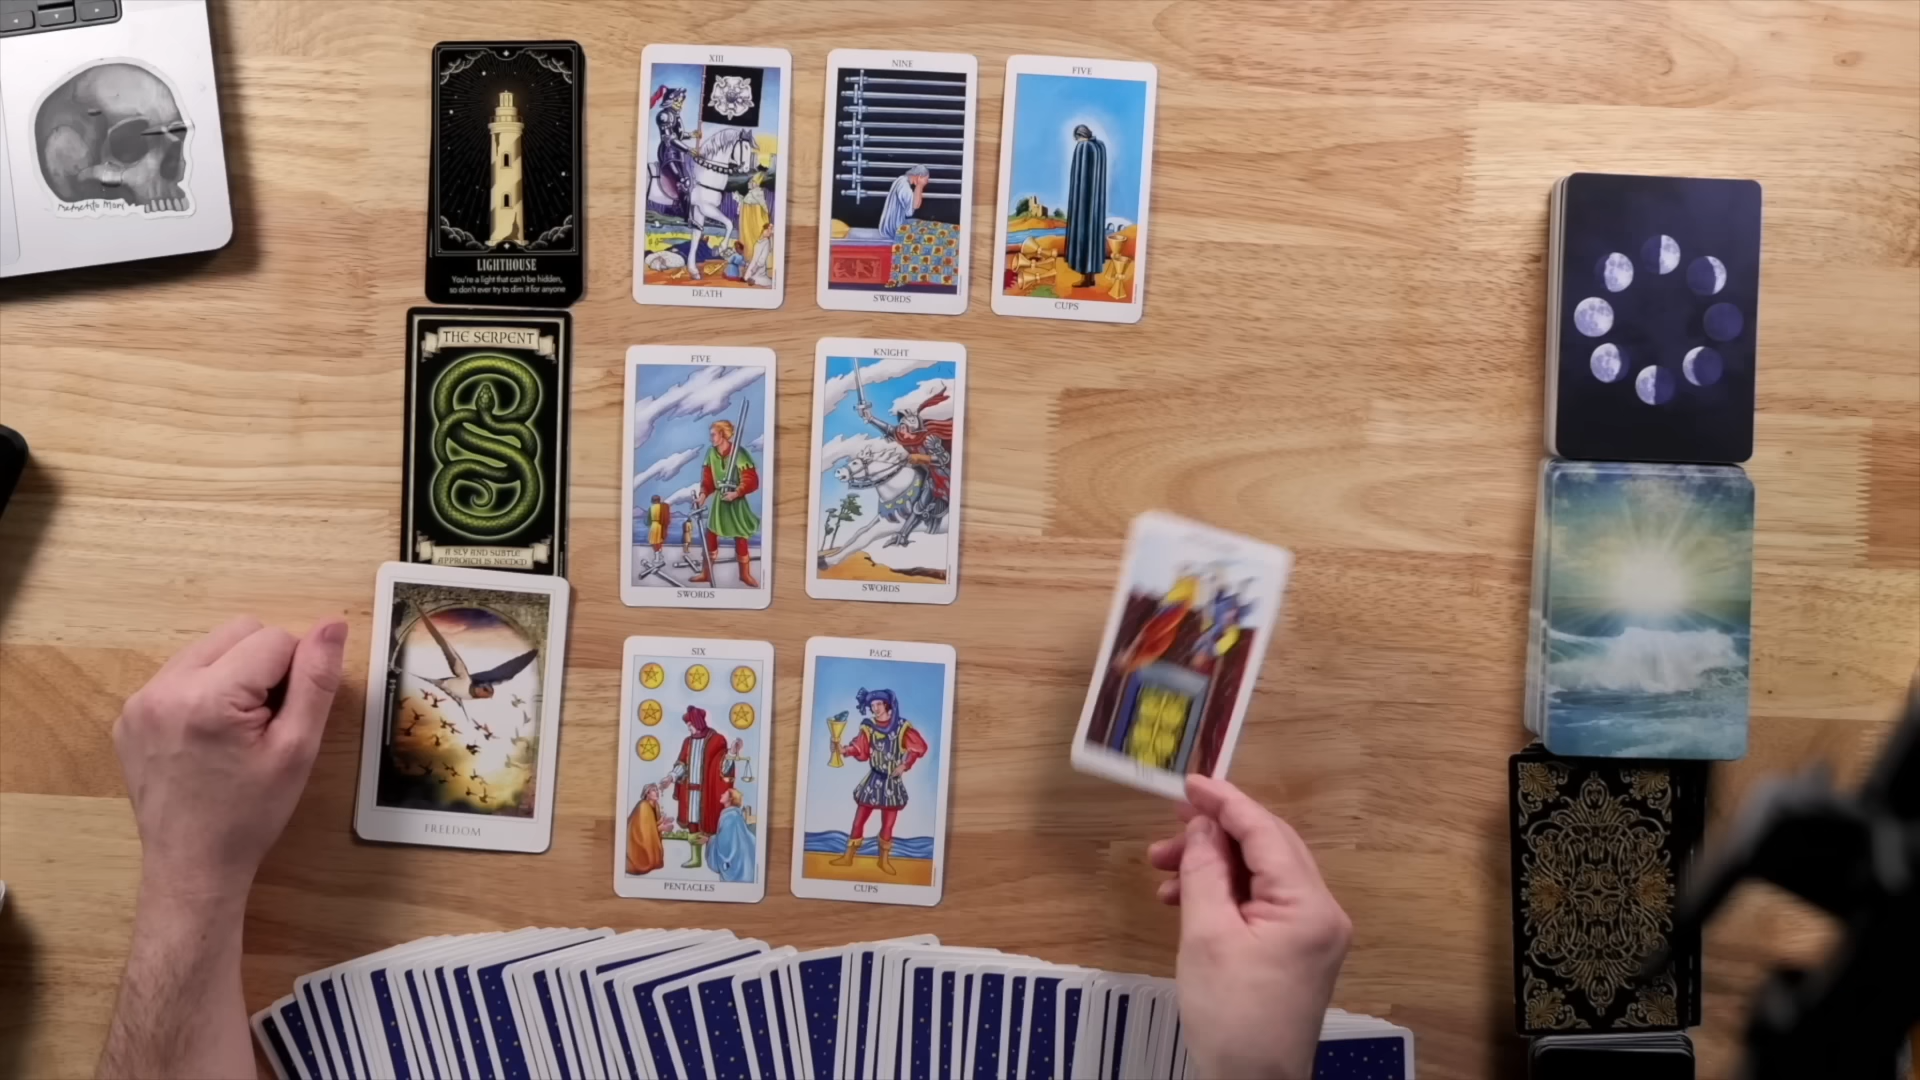 Memento Mori
LIGHTHOUSE
You're a light that can't be hidden,
so don't ever try to dim it for anyone
XIII
DEATH
NINE
SWORDS
FIVE
CUPS
THE SERPENT
A SLY AND SUBTLE
APPROACH IS NEEDED
FIVE
SWORDS
KNIGHT
SWORDS
FREEDOM
SIX
PENTACLES
PAGE
CUPS